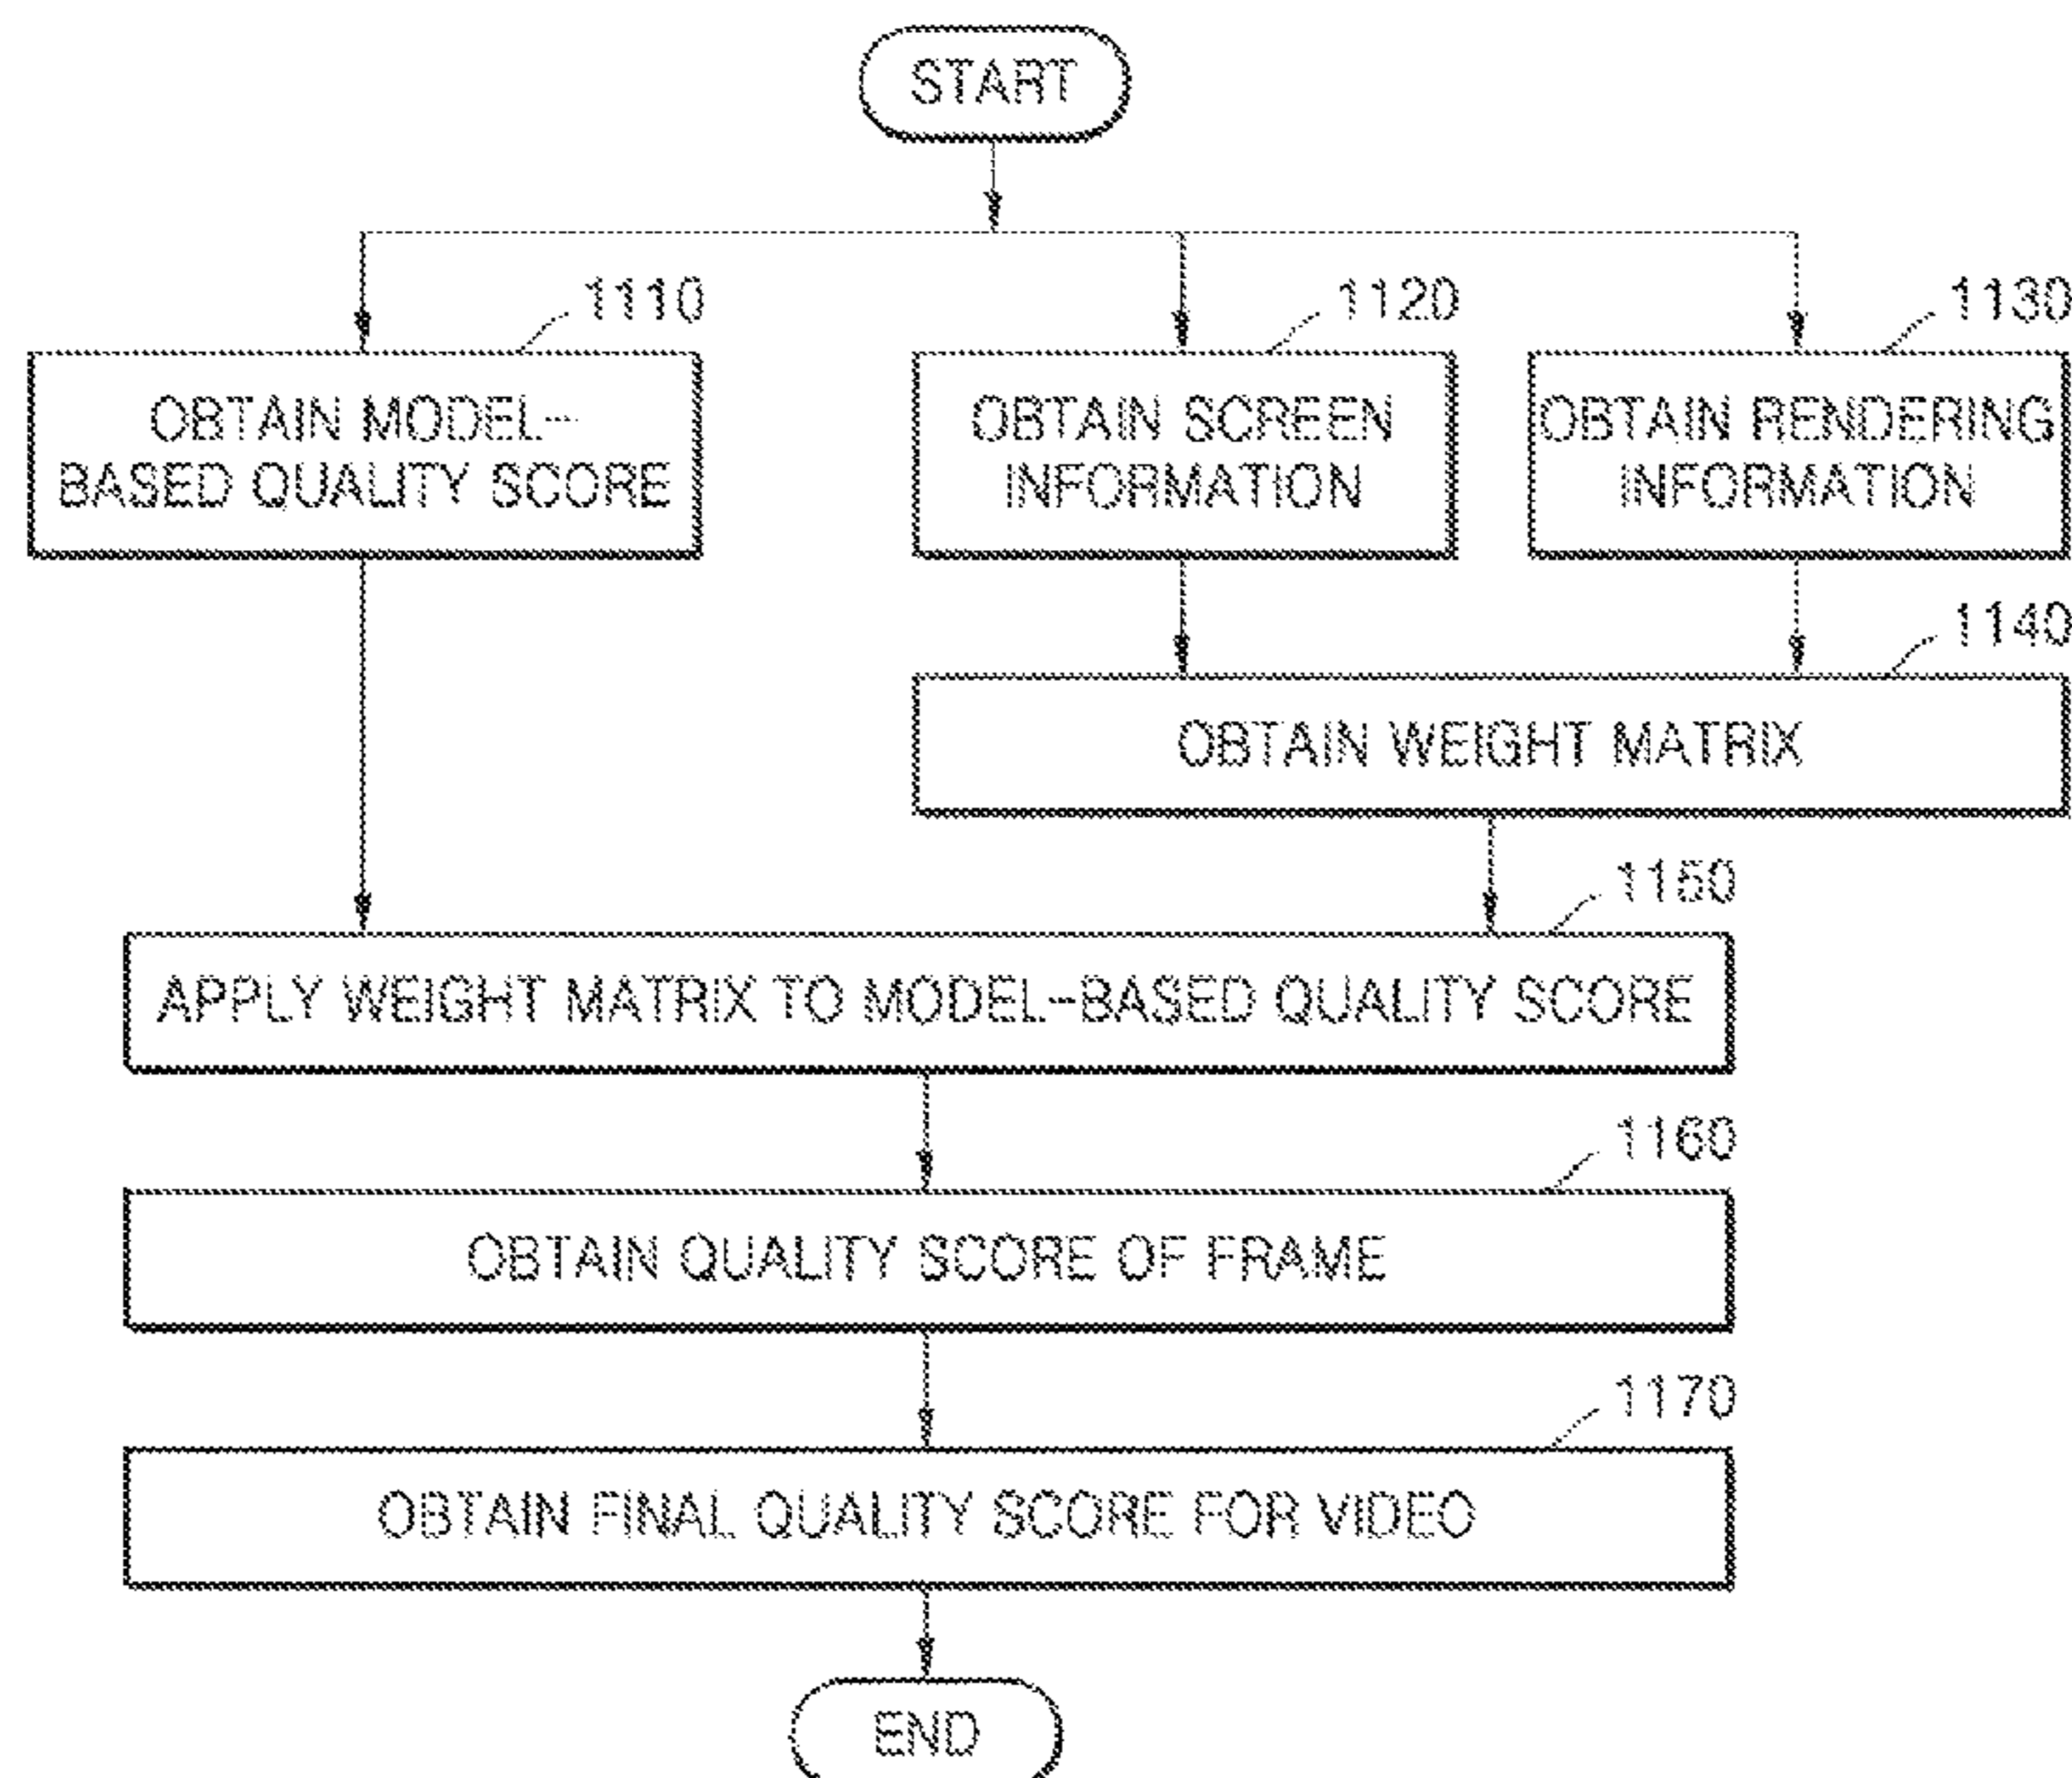 START
1110
1120
1130
OBTAIN MODEL-
BASED QUALITY SCORE
OBTAIN SCREEN
INFORMATION
OBTAIN RENDERING
INFORMATION
1140
OBTAIN WEIGHT MATRIX
1150
APPLY WEIGHT MATRIX TO MODEL-BASED QUALITY SCORE
1160
OBTAIN QUALITY SCORE OF FRAME
1170
OBTAIN FINAL QUALITY SCORE FOR VIDEO
END